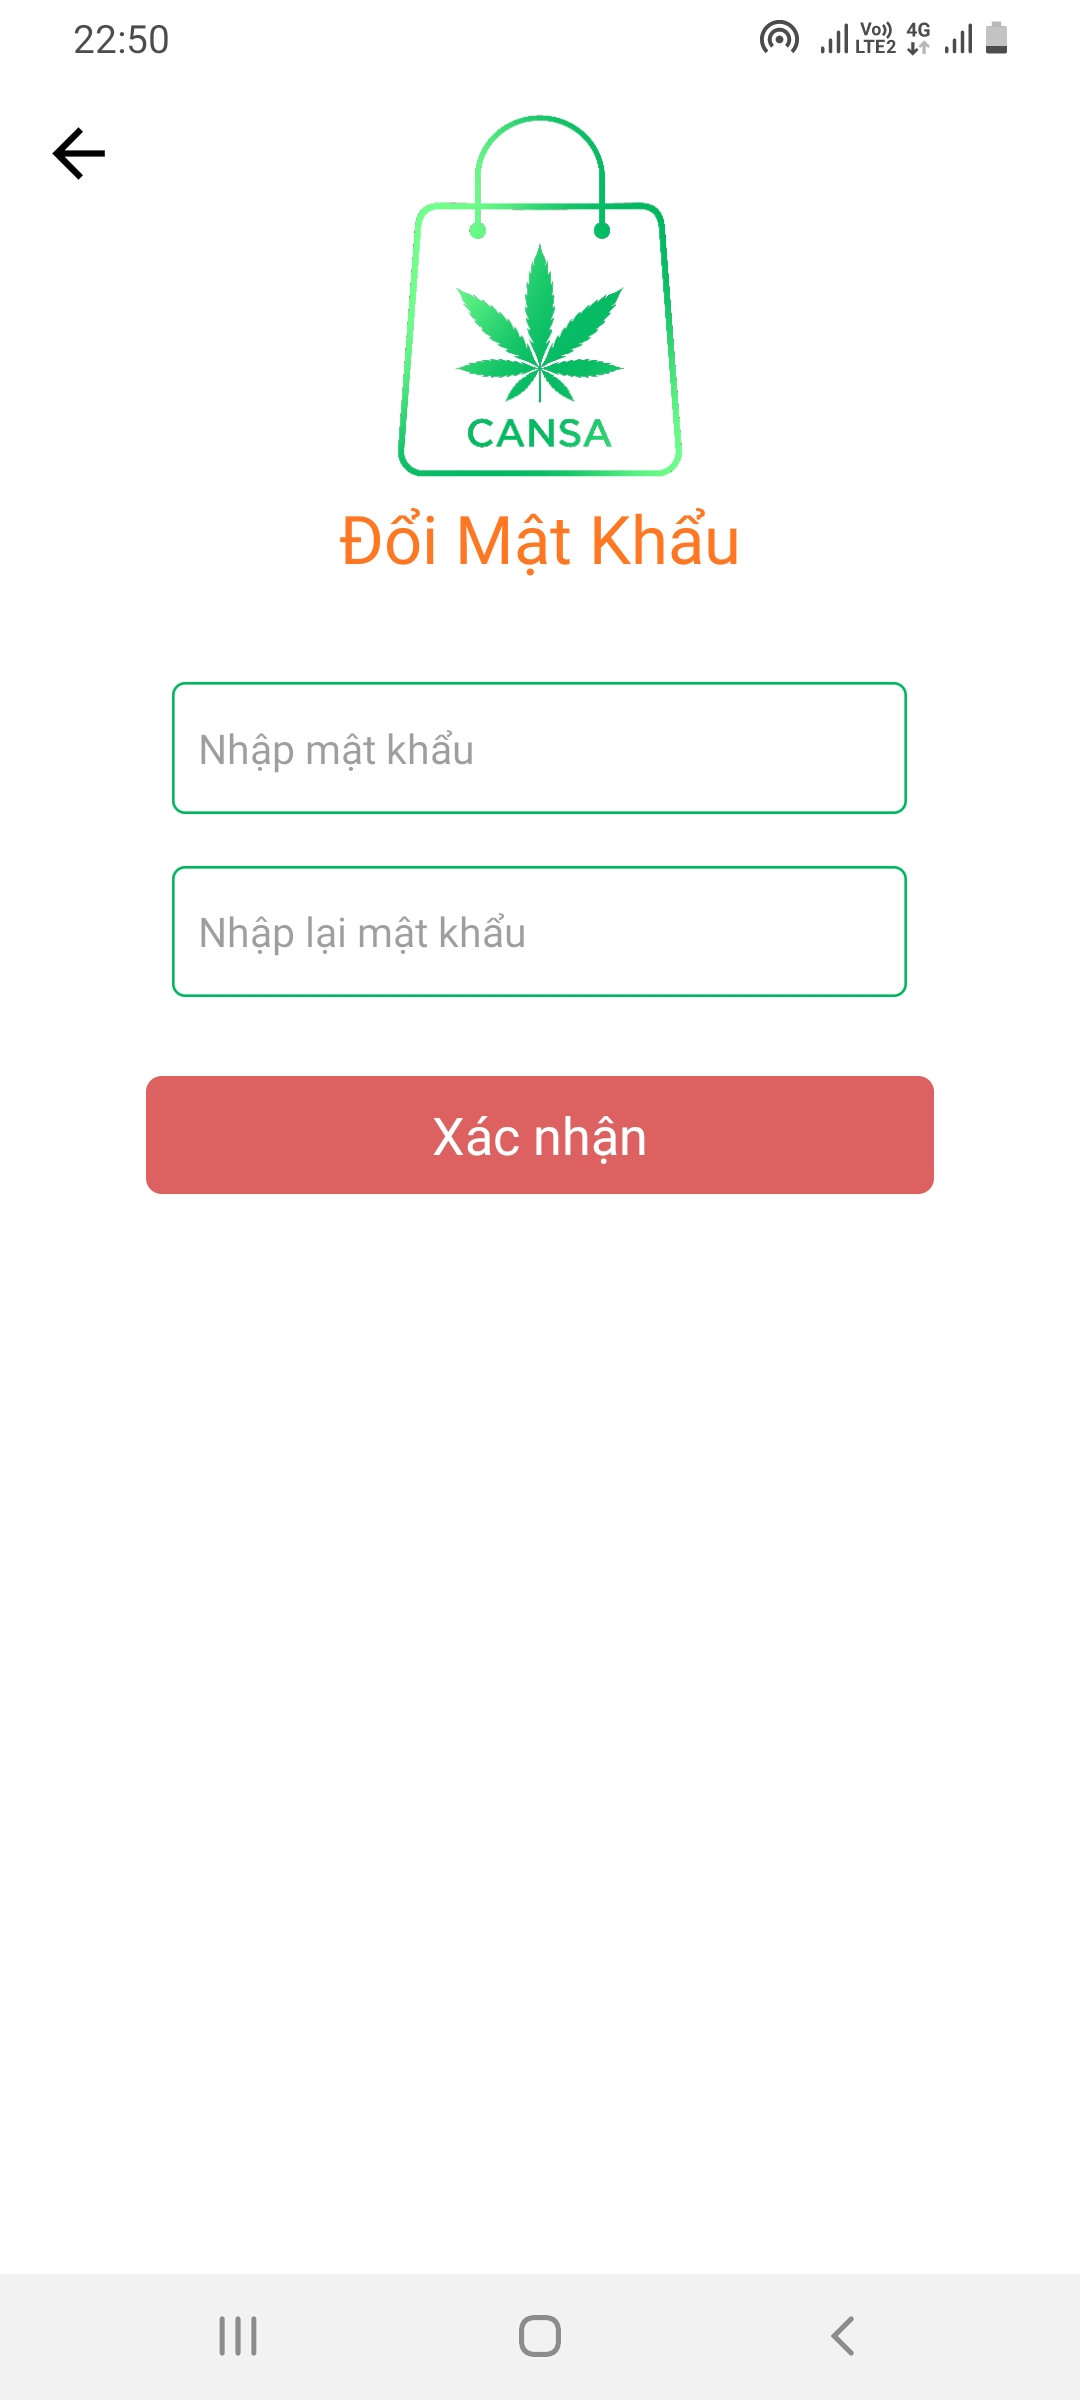 22:50
Vo)) 4G
LTE2
CANSA
Đổi Mật Khẩu
Nhập mật khẩu
Nhập lại mật khẩu
Xác nhận